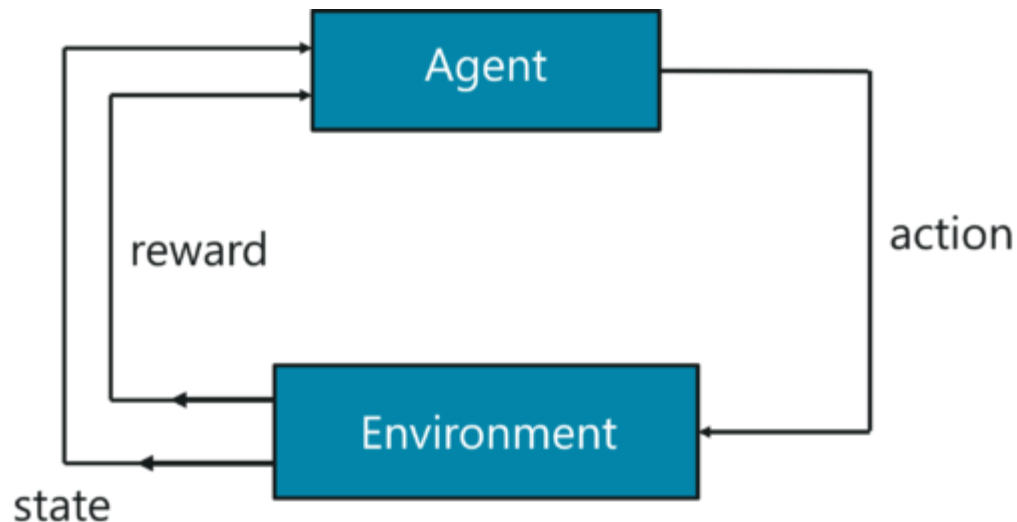 Agent
action
reward
Environment
state